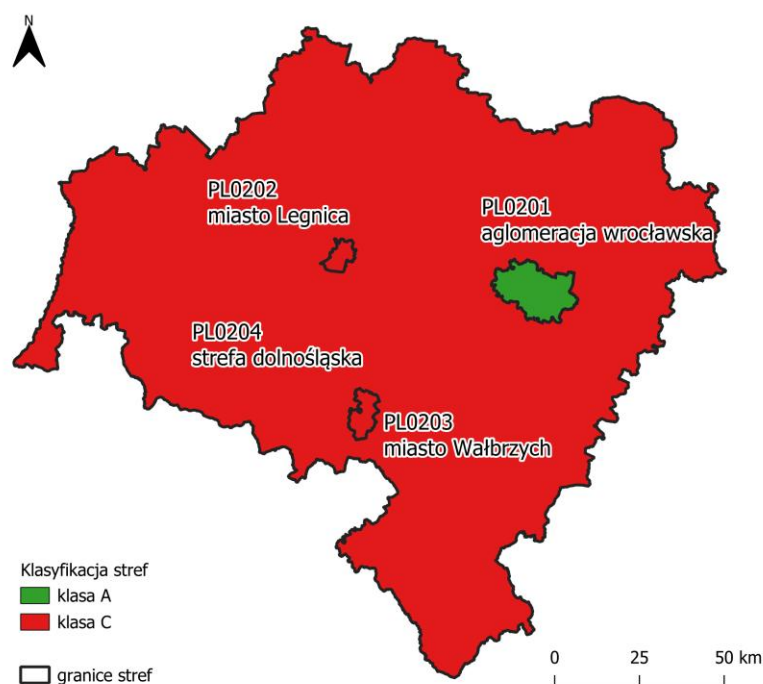 N
PL0202
miasto Legnica
PL0201
aglomeracja wrocławska
PL0204
strefa dolnośląska
PL0203
miasto Wałbrzych
Klasyfikacja stref
klasa A
klasa C
granice stref
0 25 50 km